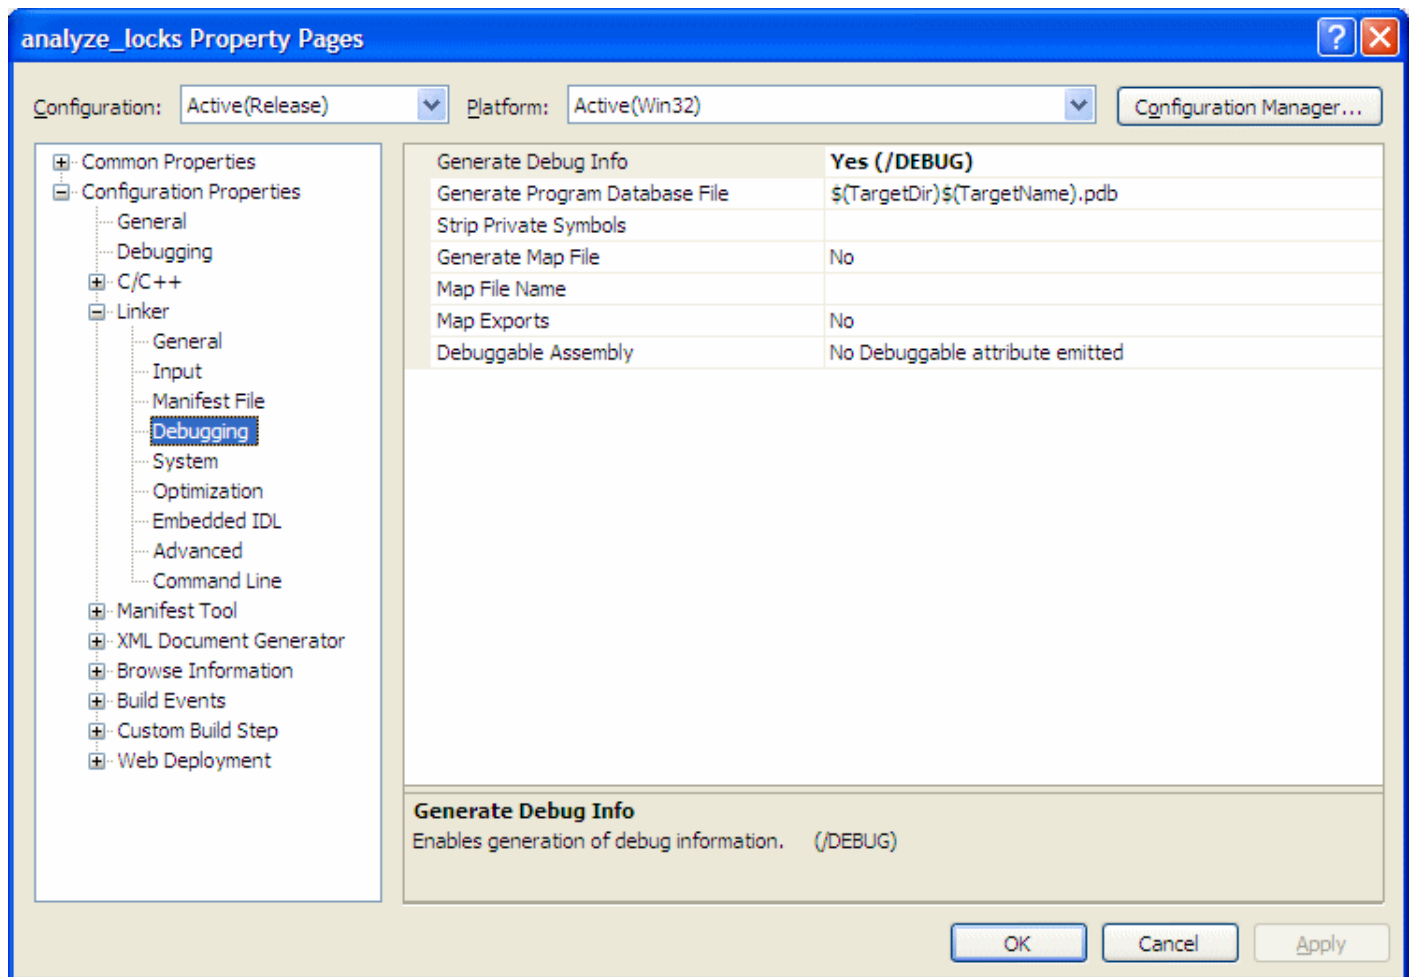 analyze_locks Property Pages
Configuration: Active(Release) Platform: Active(Win32) Configuration Manager...
Common Properties
Configuration Properties
General
Debugging
C/C++
Linker
General
Input
Manifest File
Debugging
System
Optimization
Embedded IDL
Advanced
Command Line
Manifest Tool
XML Document Generator
Browse Information
Build Events
Custom Build Step
Web Deployment
Generate Debug Info Yes (/DEBUG)
Generate Program Database File $(TargetDir)$(TargetName).pdb
Strip Private Symbols
Generate Map File No
Map File Name
Map Exports No
Debuggable Assembly No Debuggable attribute emitted
Generate Debug Info
Enables generation of debug information. (/DEBUG)
OK Cancel Apply